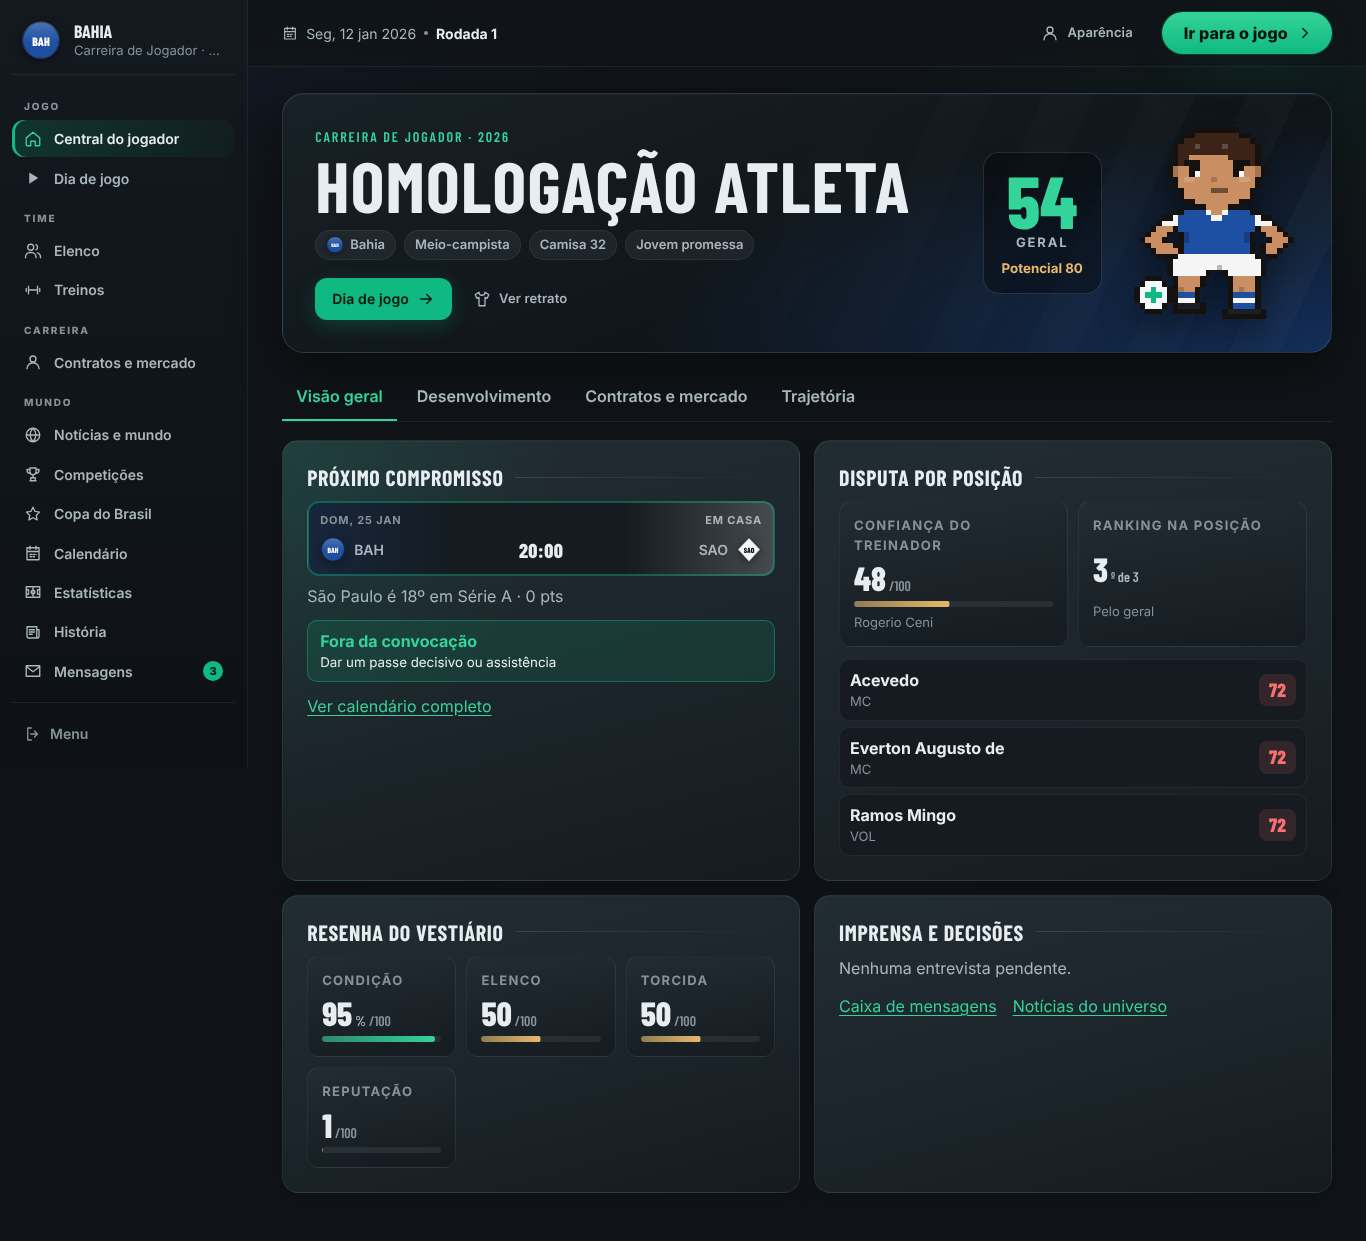 BAH
BAHIA
Carreira de Jogador · ...
JOGO
Central do jogador
Dia de jogo
TIME
Elenco
Treinos
CARREIRA
Contratos e mercado
MUNDO
Notícias e mundo
Competições
Copa do Brasil
Calendário
Estatísticas
História
Mensagens
3
Menu
Seg, 12 jan 2026 • Rodada 1
Aparência
Ir para o jogo
CARREIRA DE JOGADOR · 2026
HOMOLOGAÇÃO ATLETA
BAH Bahia
Meio-campista
Camisa 32
Jovem promessa
Dia de jogo →
Ver retrato
54
GERAL
Potencial 80
Visão geral
Desenvolvimento
Contratos e mercado
Trajetória
PRÓXIMO COMPROMISSO
DOM, 25 JAN
EM CASA
BAH BAH
20:00
SAO SAO
São Paulo é 18º em Série A · 0 pts
Fora da convocação
Dar um passe decisivo ou assistência
Ver calendário completo
DISPUTA POR POSIÇÃO
CONFIANÇA DO
TREINADOR
48 /100
Rogerio Ceni
RANKING NA POSIÇÃO
3 º de 3
Pelo geral
Acevedo
MC
72
Everton Augusto de
MC
72
Ramos Mingo
VOL
72
RESENHA DO VESTIÁRIO
CONDIÇÃO
95 % /100
ELENCO
50 /100
TORCIDA
50 /100
REPUTAÇÃO
1 /100
IMPRENSA E DECISÕES
Nenhuma entrevista pendente.
Caixa de mensagens
Notícias do universo